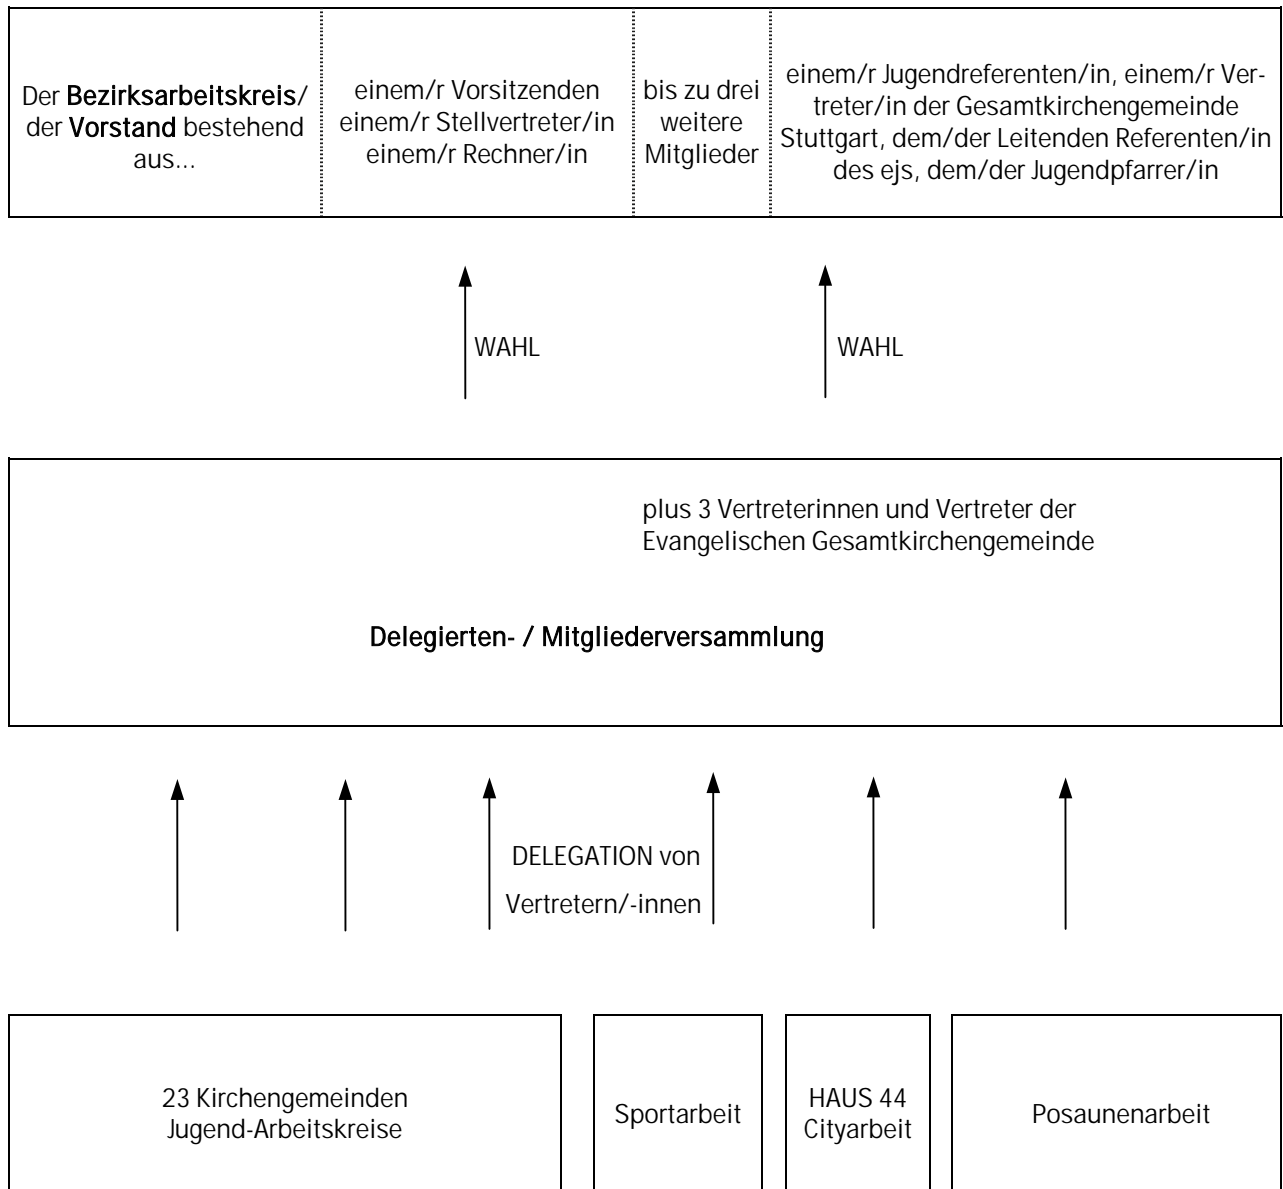 Der Bezirksarbeitskreis/
der Vorstand bestehend
aus...
einem/r Vorsitzenden
einem/r Stellvertreter/in
einem/r Rechner/in
bis zu drei
weitere
Mitglieder
einem/r Jugendreferenten/in, einem/r Ver-
treter/in der Gesamtkirchengemeinde
Stuttgart, dem/der Leitenden Referenten/in
des ejs, dem/der Jugendpfarrer/in
WAHL
WAHL
plus 3 Vertreterinnen und Vertreter der
Evangelischen Gesamtkirchengemeinde
Delegierten- / Mitgliederversammlung
DELEGATION von
Vertretern/-innen
23 Kirchengemeinden
Jugend-Arbeitskreise
Sportarbeit
HAUS 44
Cityarbeit
Posaunenarbeit